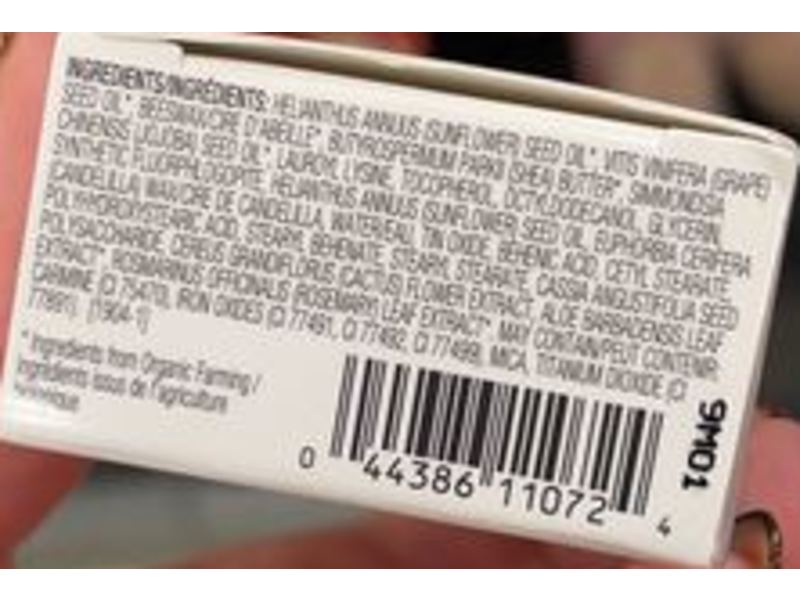 INGREDIENTS/INGRÉDIENTS: HELIANTHUS ANNUUS (SUNFLOWER) SEED OIL*, VITIS VINIFERA (GRAPE)
SEED OIL*, BEESWAX/CIRE D'ABEILLE*, BUTYROSPERMUM PARKII (SHEA) BUTTER*, SIMMONDSIA
CHINENSIS (JOJOBA) SEED OIL*, LAUROYL LYSINE, TOCOPHEROL, OCTYLDODECANOL, GLYCERIN,
SYNTHETIC FLUORPHLOGOPITE, HELIANTHUS ANNUUS (SUNFLOWER) SEED OIL, EUPHORBIA CERIFERA
(CANDELILLA) WAX/CIRE DE CANDELILLA, WATER/EAU, TIN OXIDE, BEHENIC ACID, CETYL STEARATE,
POLYHYDROXYSTEARIC ACID, STEARYL BEHENATE, STEARYL STEARATE, CASSIA ANGUSTIFOLIA SEED
POLYSACCHARIDE, CEREUS GRANDIFLORUS (CACTUS) FLOWER EXTRACT, ALOE BARBADENSIS LEAF
EXTRACT*, ROSMARINUS OFFICINALIS (ROSEMARY) LEAF EXTRACT*. MAY CONTAIN/PEUT CONTENIR:
CARMINE (CI 75470), IRON OXIDES (CI 77491, CI 77492, CI 77499), MICA, TITANIUM DIOXIDE (CI
77891). [1904-1]
* Ingredients from Organic Farming /
Ingrédients issus de l'agriculture
biologique
9M01
0 44386 11072 4